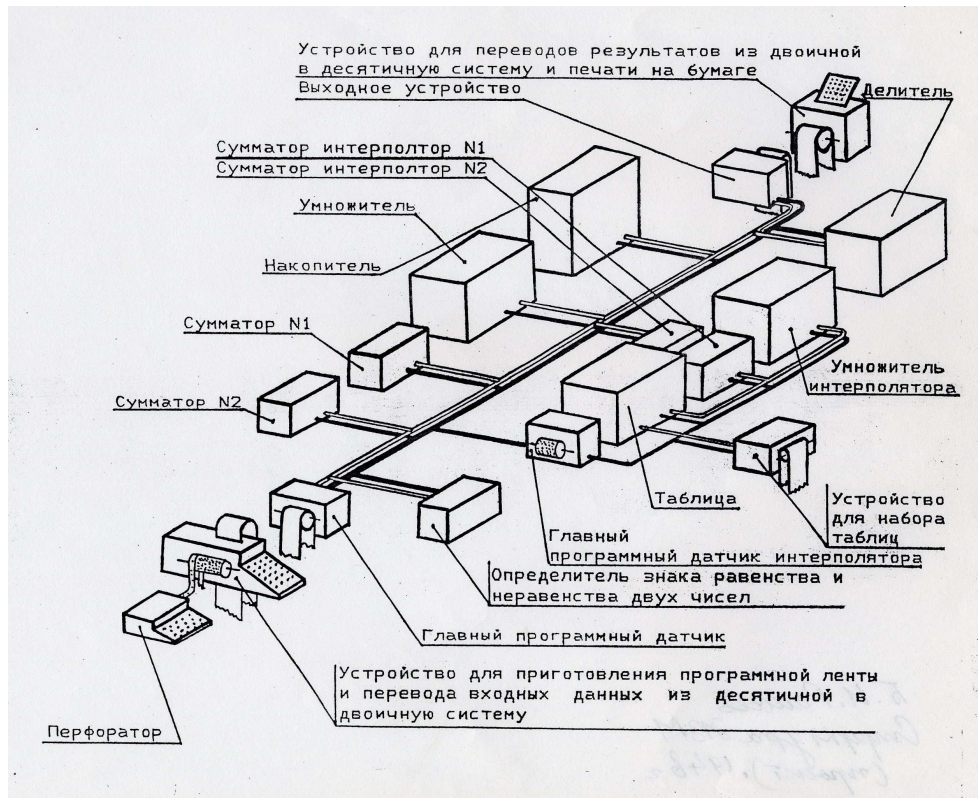 Устройство для переводов результатов из двоичной
в десятичную систему и печати на бумаге
Выходное устройство
Делитель
Сумматор интерполтор N1
Сумматор интерполтор N2
Умножитель
Накопитель
Сумматор N1
Умножитель
интерполятора
Сумматор N2
Таблица
Устройство
для набора
таблиц
Главный
программный датчик интерполятора
Определитель знака равенства и
неравенства двух чисел
Главный программный датчик
Устройство для приготовления программной ленты
и перевода входных данных из десятичной в
двоичную систему
Перфоратор